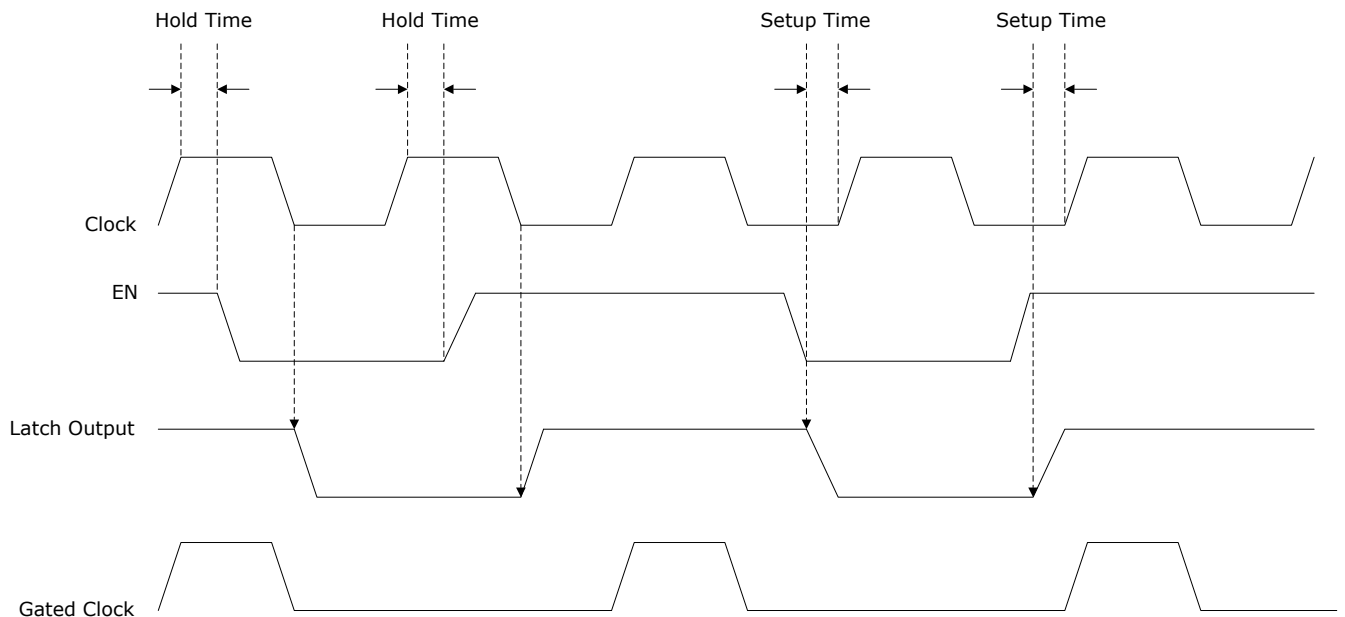 Hold Time
Hold Time
Setup Time
Setup Time
Clock
EN
Latch Output
Gated Clock